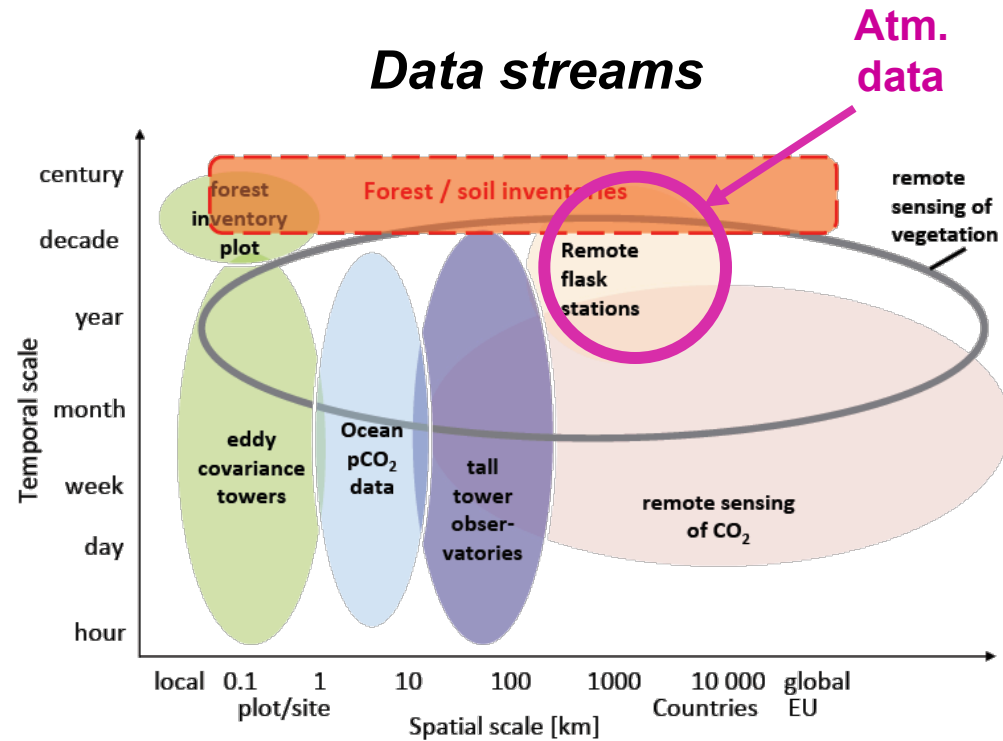 Data streams
Atm.
data
Temporal scale
century
decade
year
month
week
day
hour
forest
inventory
plot
Forest / soil inventories
remote
sensing of
vegetation
Remote
flask
stations
eddy
covariance
towers
Ocean
pCO₂
data
tall
tower
obser-
vatories
remote sensing
of CO₂
local 0.1 1 10 100 1000 10 000 global
plot/site Countries EU
Spatial scale [km]